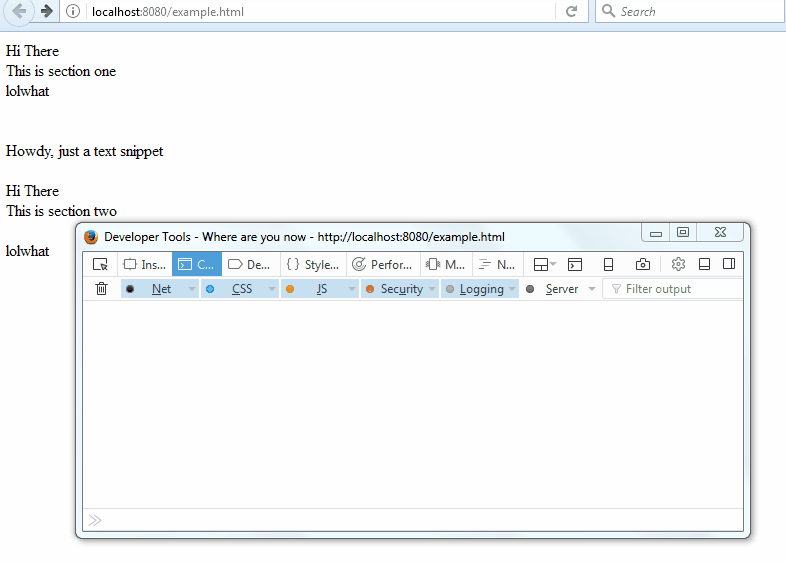 localhost:8080/example.html
Search
Hi There
This is section one
lolwhat
Howdy, just a text snippet
Hi There
This is section two
lolwhat
Developer Tools - Where are you now - http://localhost:8080/example.html
Ins... C... De... Style... Perfor... M... N...
Net CSS JS Security Logging Server Filter output